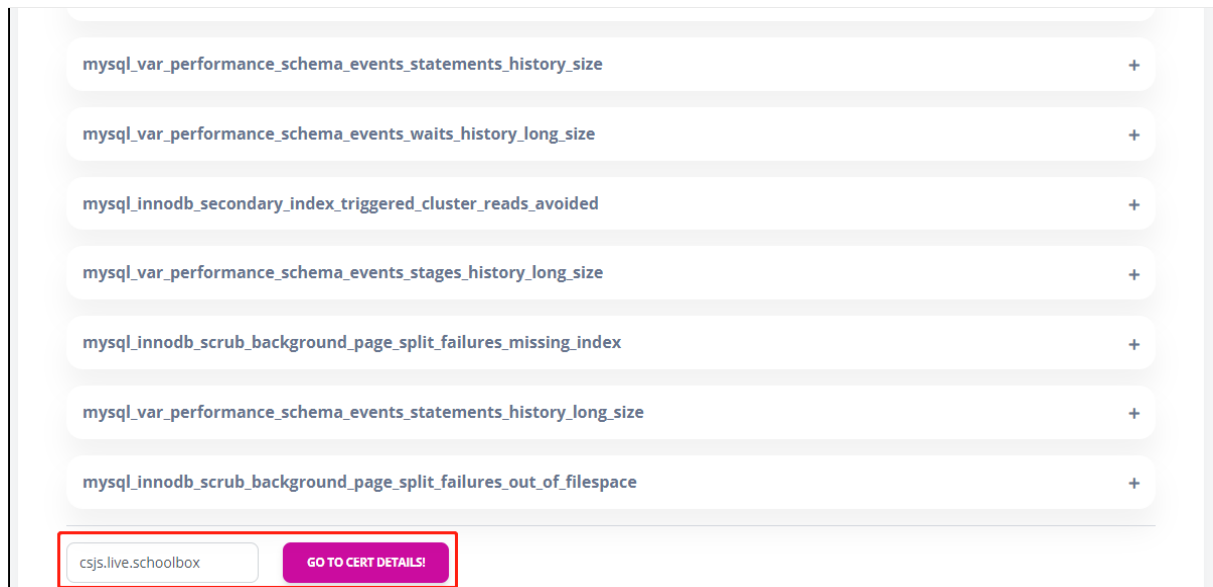 mysql_var_performance_schema_events_statements_history_size +
mysql_var_performance_schema_events_waits_history_long_size +
mysql_innodb_secondary_index_triggered_cluster_reads_avoided +
mysql_var_performance_schema_events_stages_history_long_size +
mysql_innodb_scrub_background_page_split_failures_missing_index +
mysql_var_performance_schema_events_statements_history_long_size +
mysql_innodb_scrub_background_page_split_failures_out_of_filespace +
csjs.live.schoolbox GO TO CERT DETAILS!